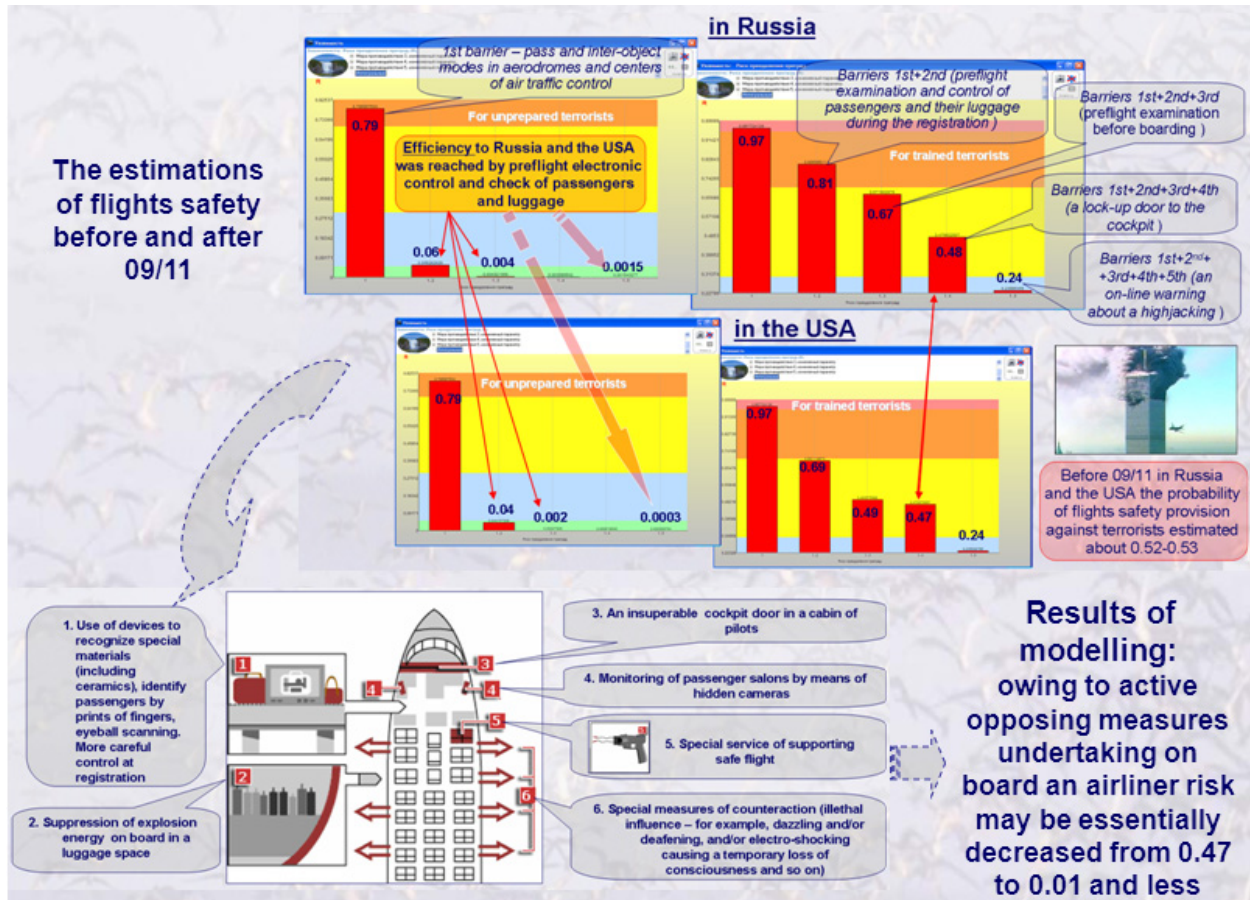 in Russia
The estimations
of flights safety
before and after
09/11
1st barrier – pass and inter-object
modes in aerodromes and centers
of air traffic control
For unprepared terrorists
0.79
Efficiency to Russia and the USA
was reached by preflight electronic
control and check of passengers
and luggage
0.06
0.004
0.0015
Barriers 1st+2nd (preflight
examination and control of
passengers and their luggage
during the registration )
Barriers 1st+2nd+3rd
(preflight examination
before boarding )
For trained terrorists
0.97
0.81
0.67
0.48
0.24
Barriers 1st+2nd+3rd+4th
(a lock-up door to the
cockpit )
Barriers 1st+2nd+
+3rd+4th+5th (an
on-line warning
about a highjacking )
in the USA
For unprepared terrorists
0.79
0.04
0.002
0.0003
For trained terrorists
0.97
0.69
0.49
0.47
0.24
Before 09/11 in Russia
and the USA the probability
of flights safety provision
against terrorists estimated
about 0.52-0.53
1. Use of devices to
recognize special
materials
(including
ceramics), identify
passengers by
prints of fingers,
eyeball scanning.
More careful
control at
registration
2. Suppression of explosion
energy on board in a
luggage space
1
2
3
4
4
5
6
3. An insuperable cockpit door in a cabin of
pilots
4. Monitoring of passenger salons by means of
hidden cameras
5. Special service of supporting
safe flight
6. Special measures of counteraction (illethal
influence – for example, dazzling and/or
deafening, and/or electro-shocking
causing a temporary loss of
consciousness and so on)
Results of
modelling:
owing to active
opposing measures
undertaking on
board an airliner risk
may be essentially
decreased from 0.47
to 0.01 and less